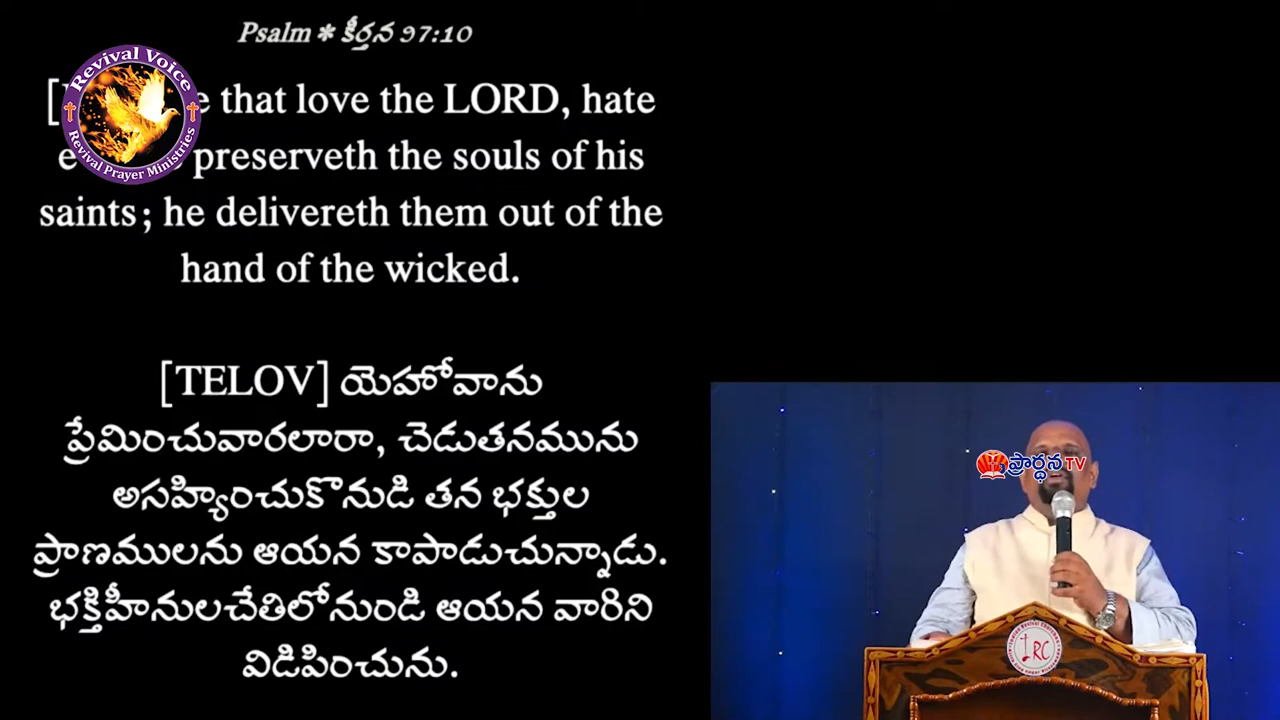 Psalm * కీర్తన 97:10
that love the LORD, hate
preserveth the souls of his
saints; he delivereth them out of the
hand of the wicked.
[TELOV] యెహోవాను
ప్రేమించువారలారా, చెడుతనమును
అసహ్యించుకొనుడి తన భక్తుల
ప్రాణములను ఆయన కాపాడుచున్నాడు.
భక్తిహీనులచేతిలోనుండి ఆయన వారిని
విడిపించును.
Revival Voice
Revival Prayer Ministries
ప్రార్థన TV
IRC